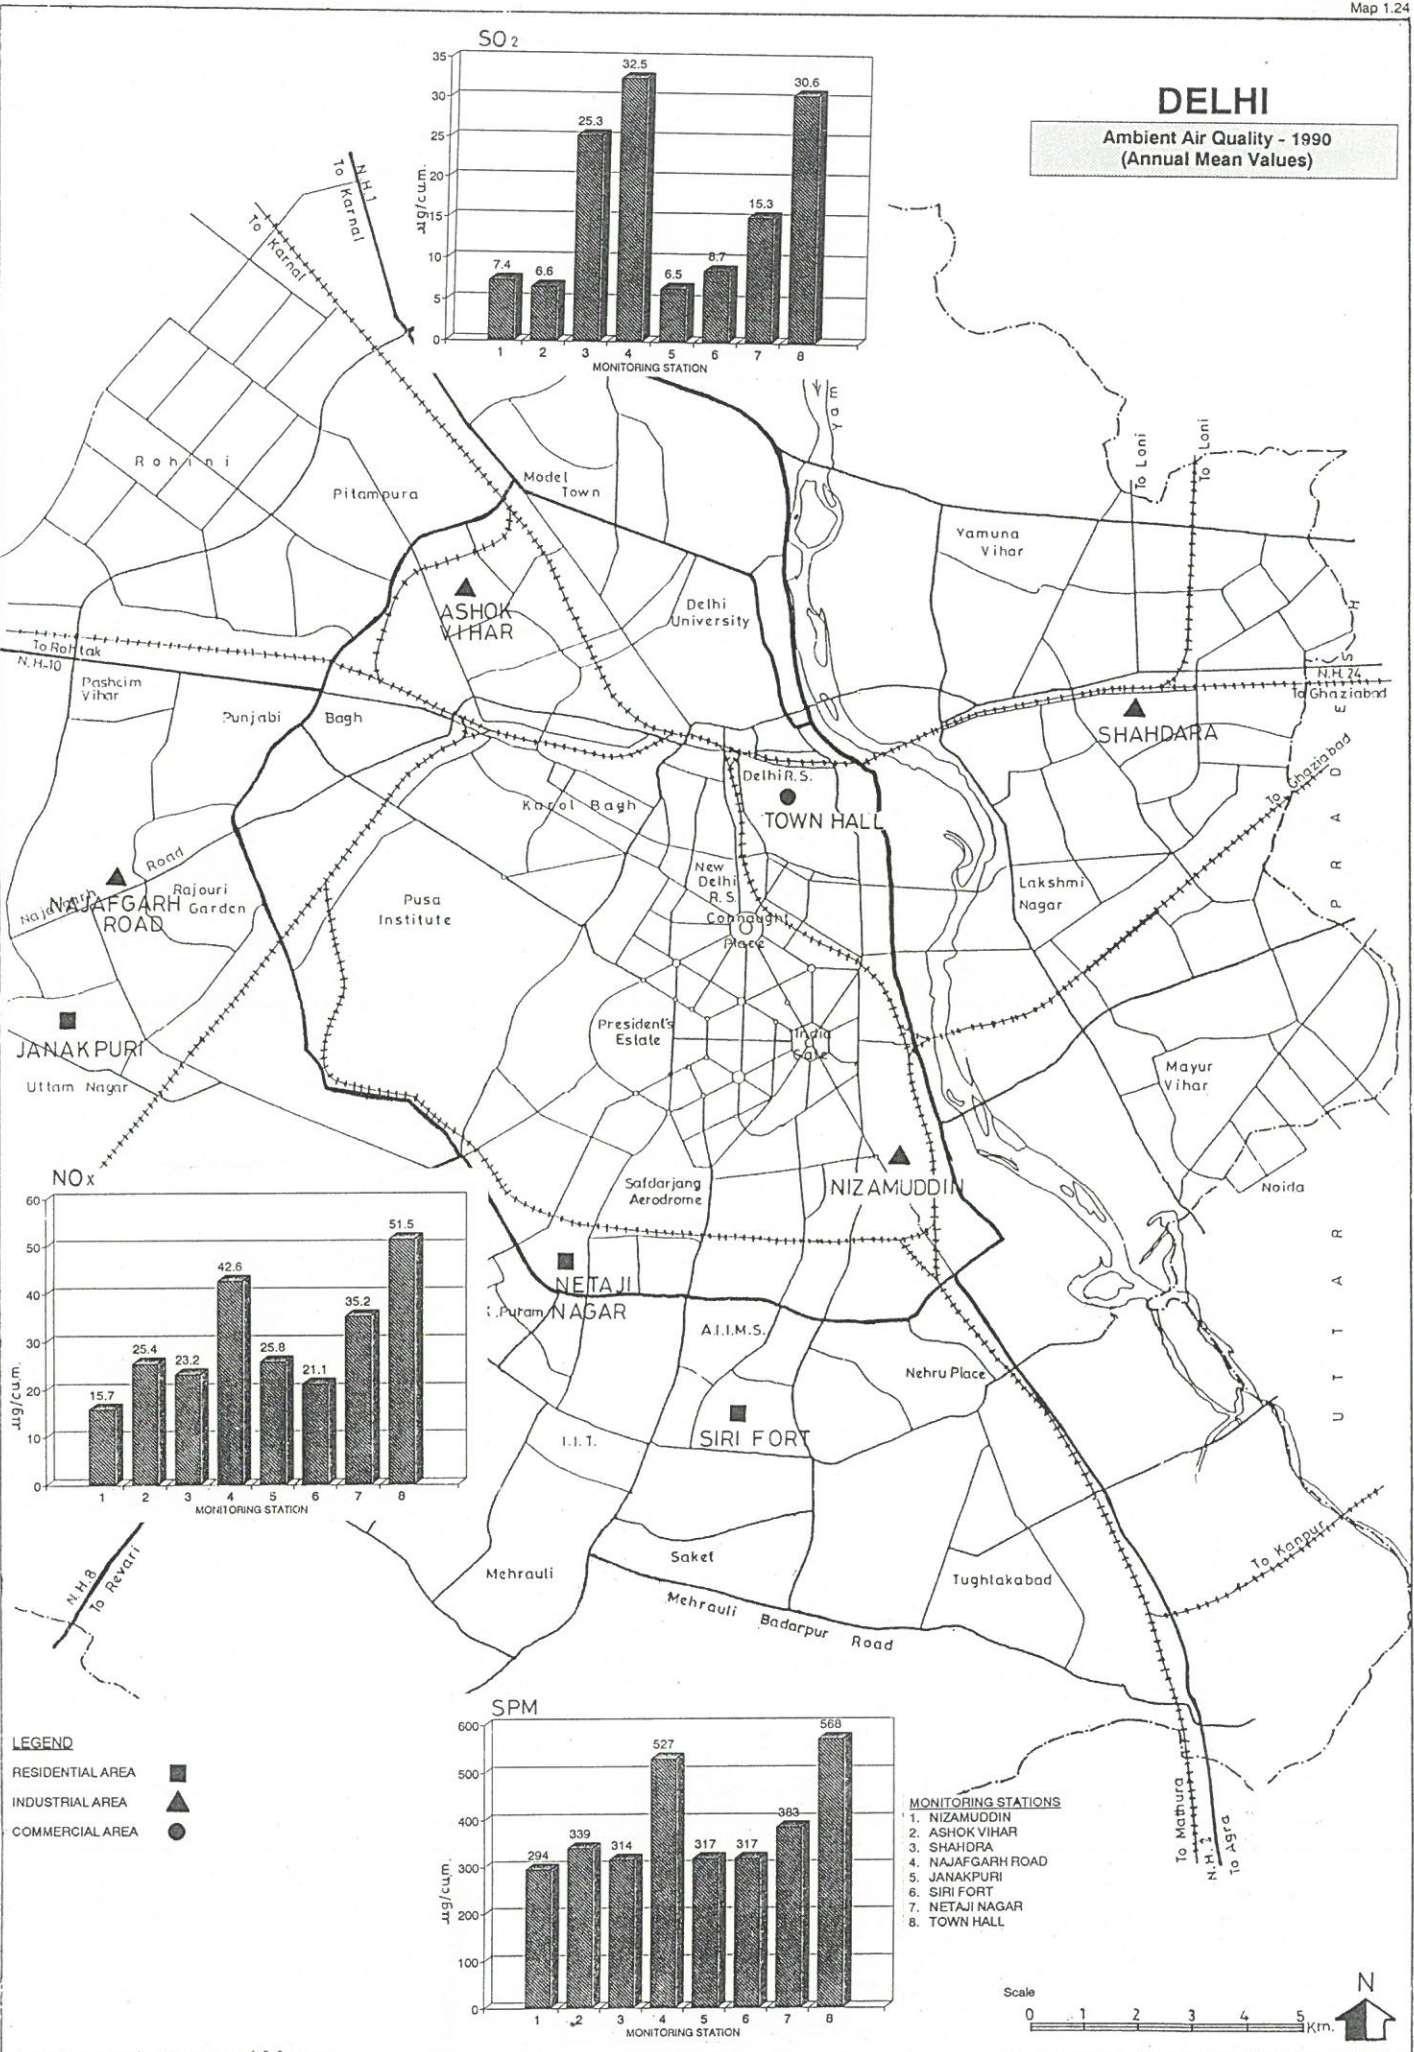 Map 1.24
DELHI
Ambient Air Quality - 1990
(Annual Mean Values)
SO2
µg/cu.m.
35
30
25
20
15
10
5
0
7.4
6.6
25.3
32.5
6.5
8.7
15.3
30.6
1 2 3 4 5 6 7 8
MONITORING STATION
N.H.1
To Karnal
To Karnal
Yam
To Loni
To Loni
Rohini
Pitampura
Model
Town
Yamuna
Vihar
ASHOK
VIHAR
Delhi
University
To Rohtak
N.H-10
Pashcim
Vihar
Punjabi Bagh
N.H. 24
To Ghaziabad
SHAHDARA
To Ghaziabad
Delhi R.S.
TOWN HALL
Karol Bagh
Najafgarh Road
NAJAFGARH
ROAD
Rajouri
Garden
Pusa
Institute
New
Delhi
R.S.
Connaught
Place
Lakshmi
Nagar
President's
Estate
India
Gate
JANAKPURI
Uttam Nagar
Mayur
Vihar
Noida
UTTAR PRADESH
Safdarjang
Aerodrome
NIZAMUDDIN
NETAJI
NAGAR
.Puram
A.I.I.M.S.
Nehru Place
SIRI FORT
I.I.T.
NOx
µg/cu.m.
60
50
40
30
20
10
0
15.7
25.4
23.2
42.6
25.8
21.1
35.2
51.5
1 2 3 4 5 6 7 8
MONITORING STATION
N.H.8
To Revari
Mehrauli
Saket
Tughlakabad
To Kanpur
Mehrauli Badarpur Road
To Mathura
N.H. 2
To Agra
SPM
µg/cu.m.
600
500
400
300
200
100
0
294
339
314
527
317
317
383
568
1 2 3 4 5 6 7 8
MONITORING STATION
LEGEND
RESIDENTIAL AREA
INDUSTRIAL AREA
COMMERCIAL AREA
MONITORING STATIONS
1. NIZAMUDDIN
2. ASHOK VIHAR
3. SHAHDRA
4. NAJAFGARH ROAD
5. JANAKPURI
6. SIRI FORT
7. NETAJI NAGAR
8. TOWN HALL
Scale
0 1 2 3 4 5 Km.
N